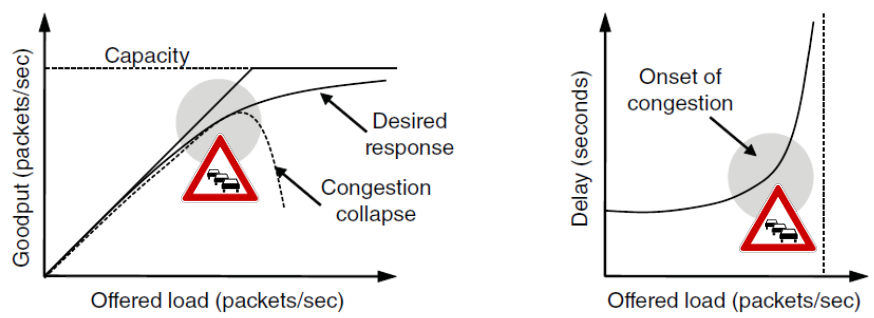 Capacity
Desired
response
Congestion
collapse
Goodput (packets/sec)
Offered load (packets/sec)
Onset of
congestion
Delay (seconds)
Offered load (packets/sec)